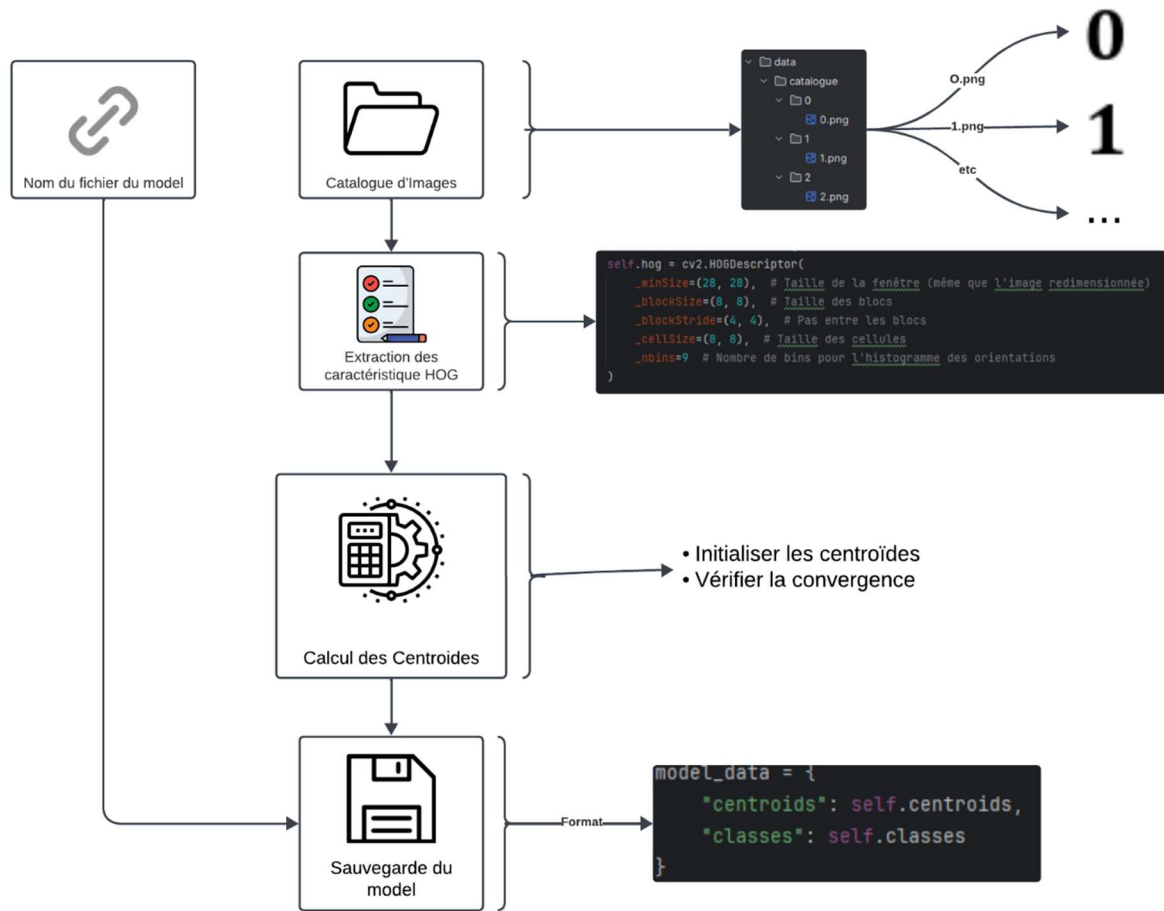 Nom du fichier du model
Catalogue d'Images
data
catalogue
0
0.png
1
1.png
2
2.png
O.png
1.png
etc
0
1
...
Extraction des
caractéristique HOG
self.hog = cv2.HOGDescriptor(
_winSize=(28, 28), # Taille de la fenêtre (même que l'image redimensionnée)
_blockSize=(8, 8), # Taille des blocs
_blockStride=(4, 4), # Pas entre les blocs
_cellSize=(8, 8), # Taille des cellules
_nbins=9 # Nombre de bins pour l'histogramme des orientations
)
Calcul des Centroides
• Initialiser les centroïdes
• Vérifier la convergence
Sauvegarde du
model
Format
model_data = {
"centroids": self.centroids,
"classes": self.classes
}